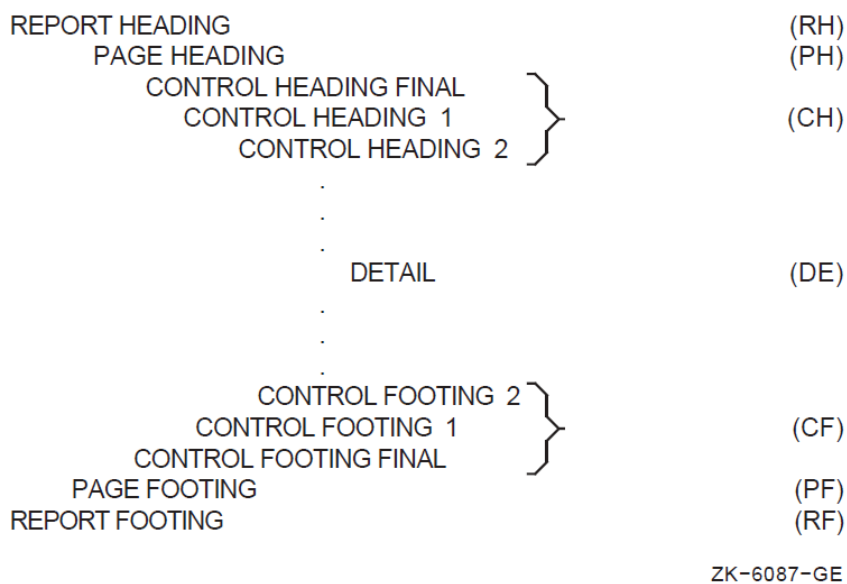 REPORT HEADING (RH)
PAGE HEADING (PH)
CONTROL HEADING FINAL
CONTROL HEADING 1 (CH)
CONTROL HEADING 2
.
.
.
DETAIL (DE)
.
.
.
CONTROL FOOTING 2
CONTROL FOOTING 1 (CF)
CONTROL FOOTING FINAL
PAGE FOOTING (PF)
REPORT FOOTING (RF)
ZK-6087-GE